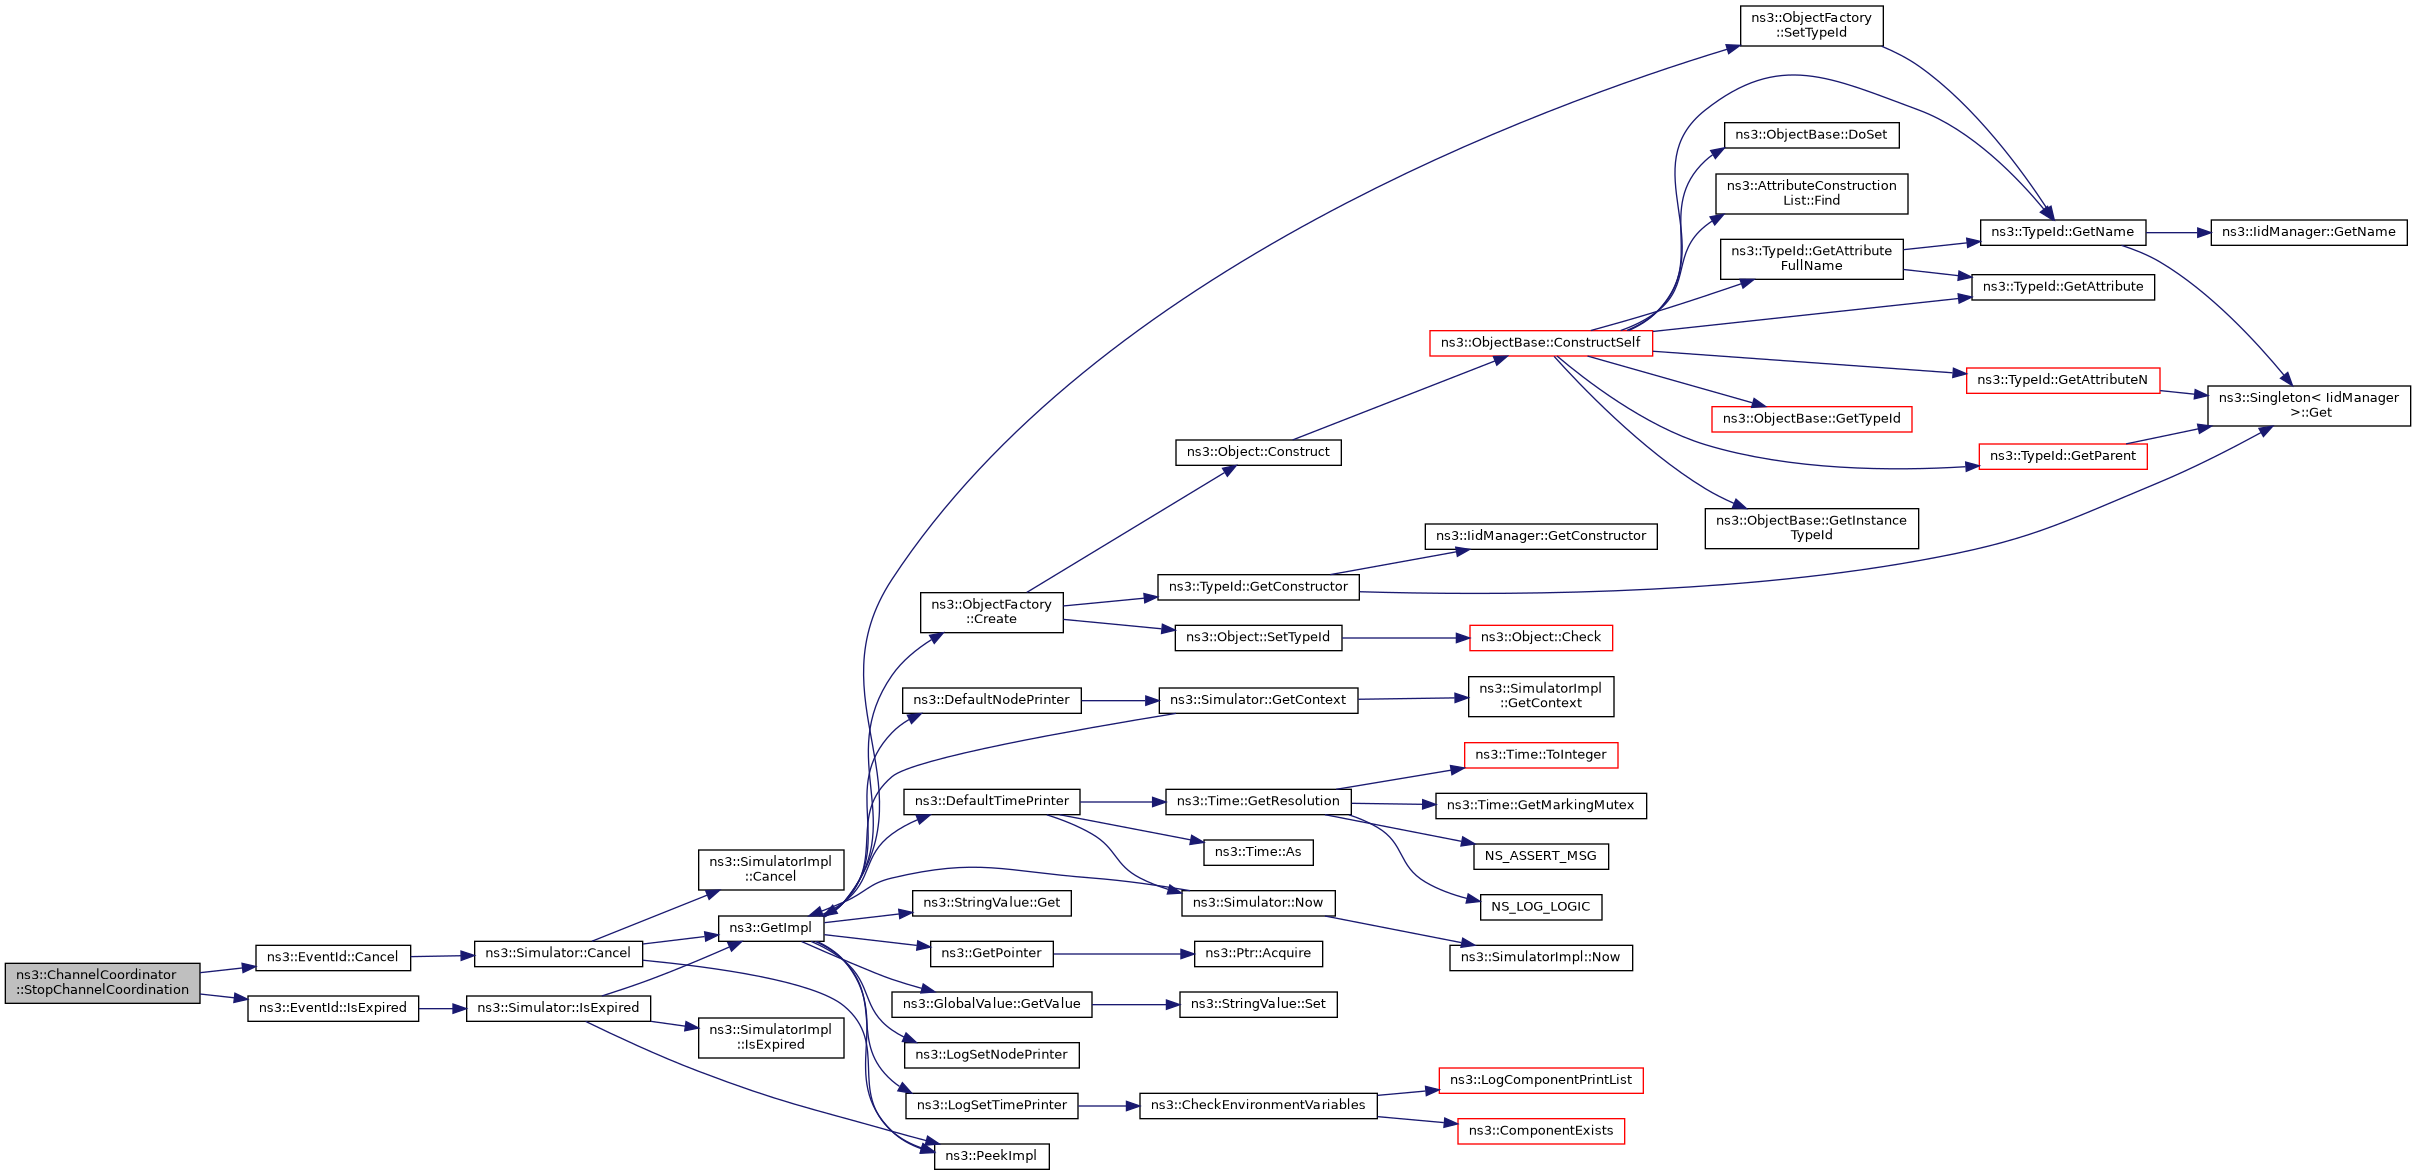 ns3::ChannelCoordinator
::StopChannelCoordination
ns3::EventId::Cancel
ns3::EventId::IsExpired
ns3::Simulator::Cancel
ns3::Simulator::IsExpired
ns3::SimulatorImpl
::Cancel
ns3::GetImpl
ns3::SimulatorImpl
::IsExpired
ns3::ObjectFactory
::Create
ns3::DefaultNodePrinter
ns3::DefaultTimePrinter
ns3::StringValue::Get
ns3::GetPointer
ns3::GlobalValue::GetValue
ns3::LogSetNodePrinter
ns3::LogSetTimePrinter
ns3::PeekImpl
ns3::Object::Construct
ns3::TypeId::GetConstructor
ns3::Object::SetTypeId
ns3::Simulator::GetContext
ns3::Time::GetResolution
ns3::Time::As
ns3::Simulator::Now
ns3::Ptr::Acquire
ns3::StringValue::Set
ns3::CheckEnvironmentVariables
ns3::ObjectBase::ConstructSelf
ns3::IidManager::GetConstructor
ns3::Object::Check
ns3::SimulatorImpl
::GetContext
ns3::Time::ToInteger
ns3::Time::GetMarkingMutex
NS_ASSERT_MSG
NS_LOG_LOGIC
ns3::SimulatorImpl::Now
ns3::LogComponentPrintList
ns3::ComponentExists
ns3::ObjectFactory
::SetTypeId
ns3::ObjectBase::DoSet
ns3::AttributeConstruction
List::Find
ns3::TypeId::GetAttribute
FullName
ns3::ObjectBase::GetTypeId
ns3::ObjectBase::GetInstance
TypeId
ns3::TypeId::GetName
ns3::TypeId::GetAttribute
ns3::TypeId::GetAttributeN
ns3::TypeId::GetParent
ns3::IidManager::GetName
ns3::Singleton< IidManager
>::Get